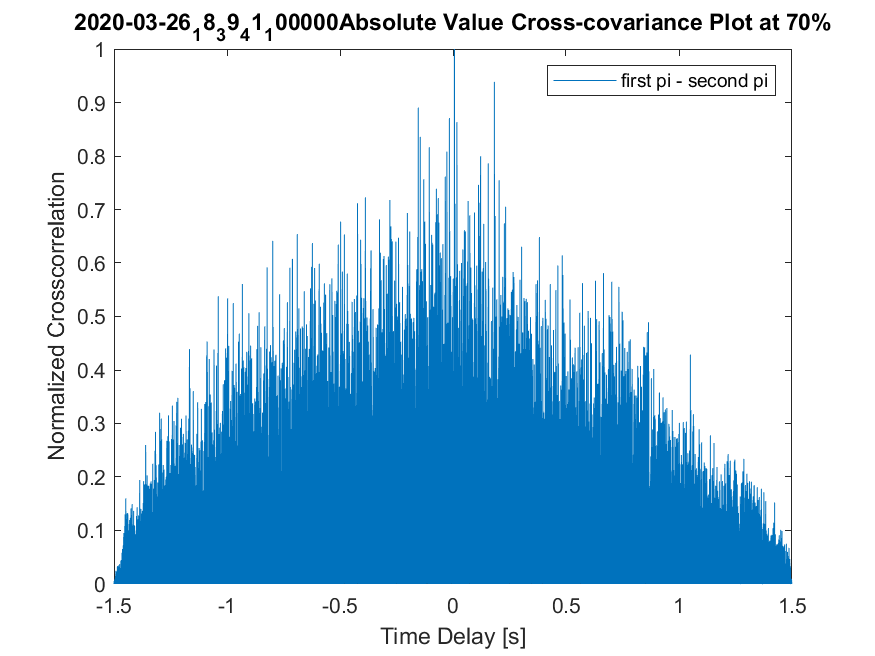 2020-03-26₁8₃9₄1₁00000Absolute Value Cross-covariance Plot at 70%
first pi - second pi
Normalized Crosscorrelation
1
0.9
0.8
0.7
0.6
0.5
0.4
0.3
0.2
0.1
0
-1.5 -1 -0.5 0 0.5 1 1.5
Time Delay [s]